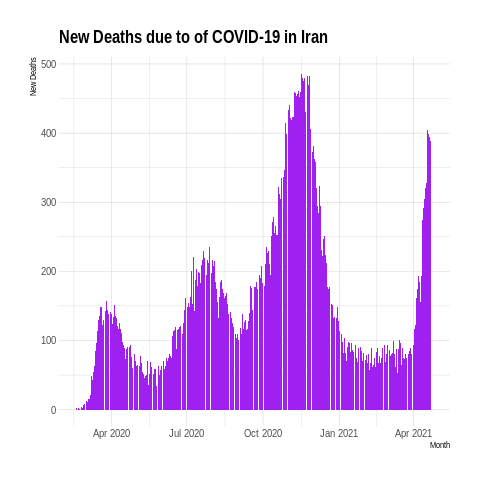 New Deaths due to of COVID-19 in Iran
New Deaths
500
400
300
200
100
0
Apr 2020 Jul 2020 Oct 2020 Jan 2021 Apr 2021
Month